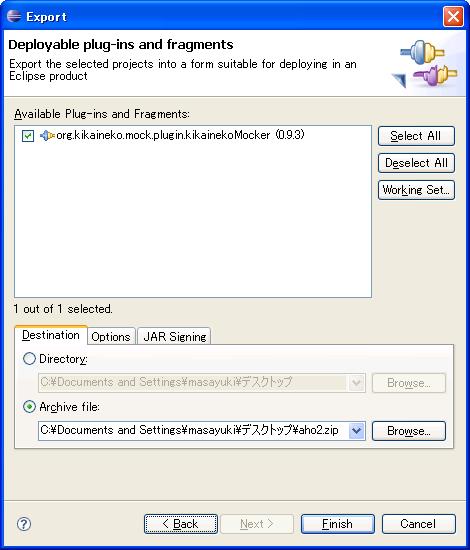 Export
Deployable plug-ins and fragments
Export the selected projects into a form suitable for deploying in an
Eclipse product
Available Plug-ins and Fragments:
org.kikaineko.mock.plugin.kikainekoMocker (0.9.3)
Select All
Deselect All
Working Set...
1 out of 1 selected.
Destination
Options
JAR Signing
Directory:
C:¥Documents and Settings¥masayuki¥デスクトップ
Browse...
Archive file:
C:¥Documents and Settings¥masayuki¥デスクトップ¥aho2.zip
Browse...
?
< Back
Next >
Finish
Cancel